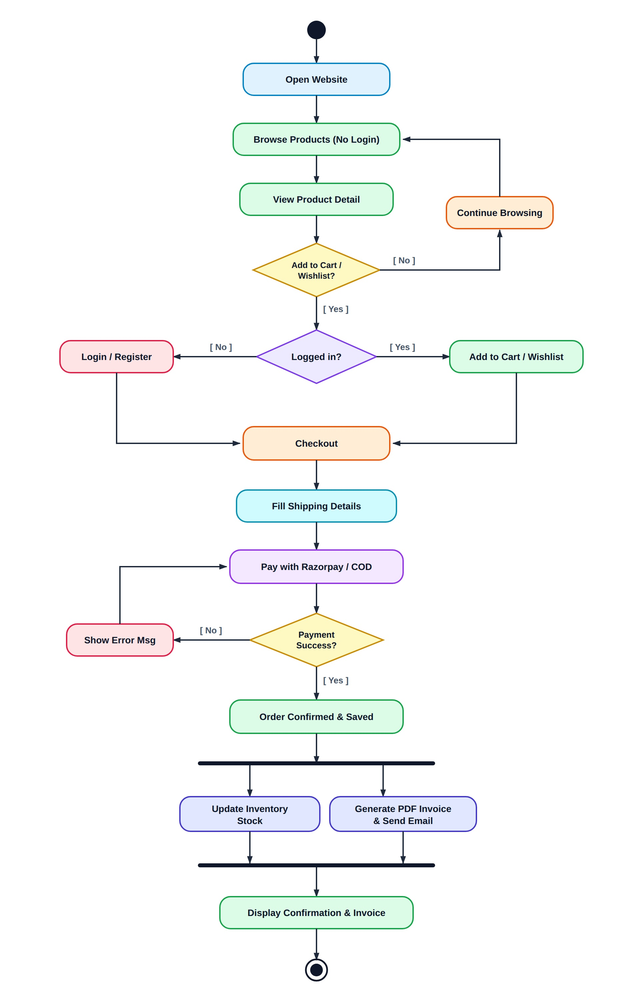 Open Website
Browse Products (No Login)
View Product Detail
Continue Browsing
Add to Cart /
Wishlist?
[ No ]
[ Yes ]
Login / Register
[ No ]
Logged in?
[ Yes ]
Add to Cart / Wishlist
Checkout
Fill Shipping Details
Pay with Razorpay / COD
Show Error Msg
[ No ]
Payment
Success?
[ Yes ]
Order Confirmed & Saved
Update Inventory
Stock
Generate PDF Invoice
& Send Email
Display Confirmation & Invoice